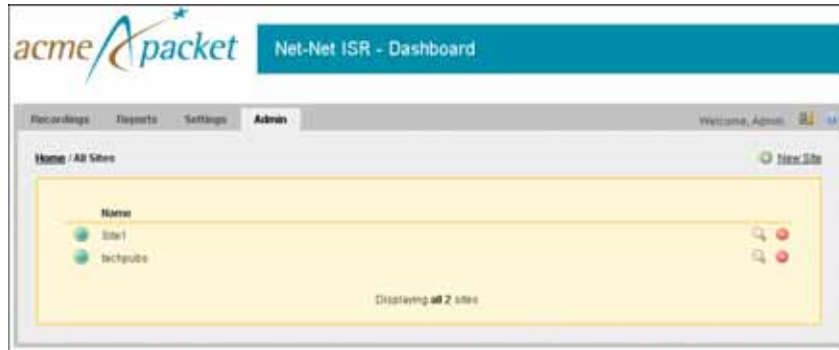 acme packet
Net-Net ISR - Dashboard
Recordings Reports Settings Admin Welcome, Admin
Home / All Sites New Site
Name
Site1
techpubs
Displaying all 2 sites